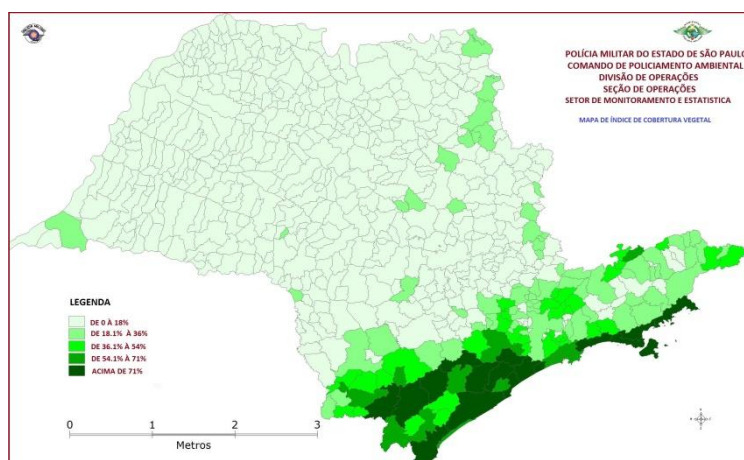 POLÍCIA MILITAR DO ESTADO DE SÃO PAULO
COMANDO DE POLICIAMENTO AMBIENTAL
DIVISÃO DE OPERAÇÕES
SEÇÃO DE OPERAÇÕES
SETOR DE MONITORAMENTO E ESTATISTICA
MAPA DE ÍNDICE DE COBERTURA VEGETAL
LEGENDA
DE 0 À 18%
DE 18.1% À 36%
DE 36.1% À 54%
DE 54.1% À 71%
ACIMA DE 71%
0 1 2 3
Metros